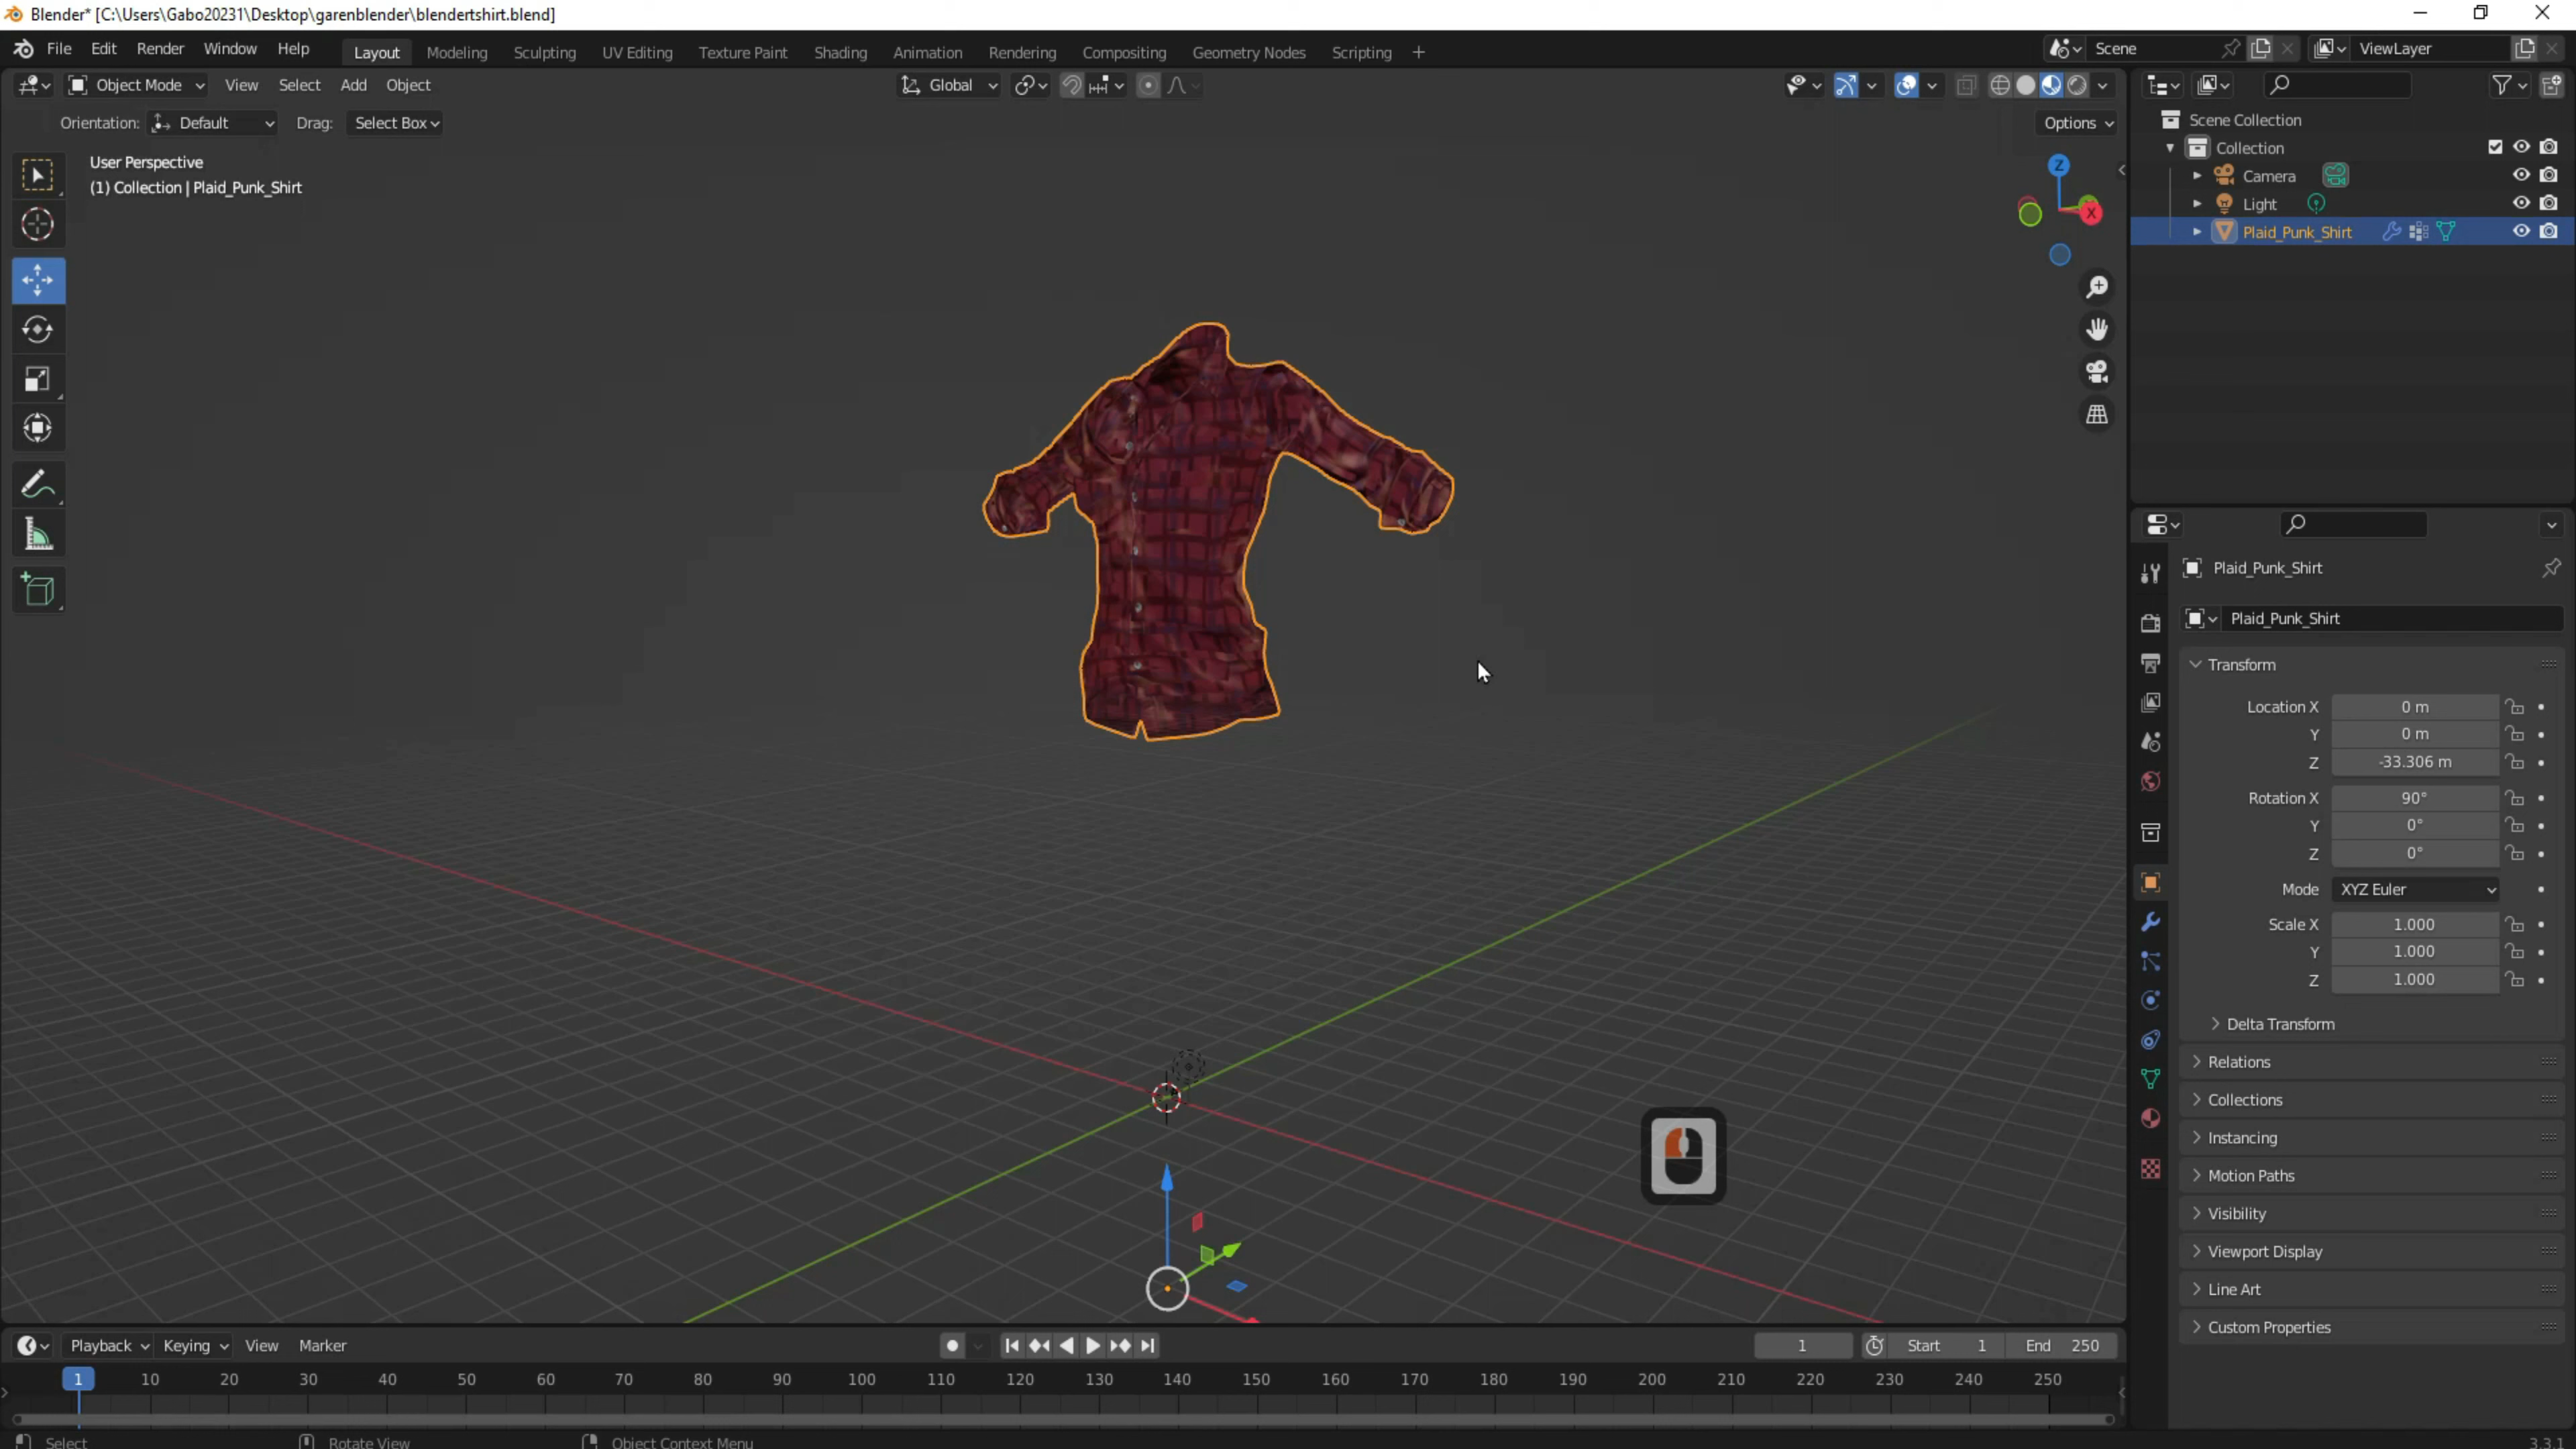 Blender* [C:\Users\Gabo20231\Desktop\garenblender\blendertshirt.blend]
File Edit Render Window Help Layout Modeling Sculpting UV Editing Texture Paint Shading Animation Rendering Compositing Geometry Nodes Scripting + Scene ViewLayer
Object Mode View Select Add Object Global
Orientation: Default Drag: Select Box Options
User Perspective
(1) Collection | Plaid_Punk_Shirt
Z
X
Scene Collection
Collection
Camera
Light
Plaid_Punk_Shirt
Plaid_Punk_Shirt
Plaid_Punk_Shirt
Transform
Location X 0 m
Y 0 m
Z -33.306 m
Rotation X 90°
Y 0°
Z 0°
Mode XYZ Euler
Scale X 1.000
Y 1.000
Z 1.000
Delta Transform
Relations
Collections
Instancing
Motion Paths
Visibility
Viewport Display
Line Art
Custom Properties
Playback Keying View Marker 1 Start 1 End 250
1 10 20 30 40 50 60 70 80 90 100 110 120 130 140 150 160 170 180 190 200 210 220 230 240 250
Select Rotate View Object Context Menu 3.3.1